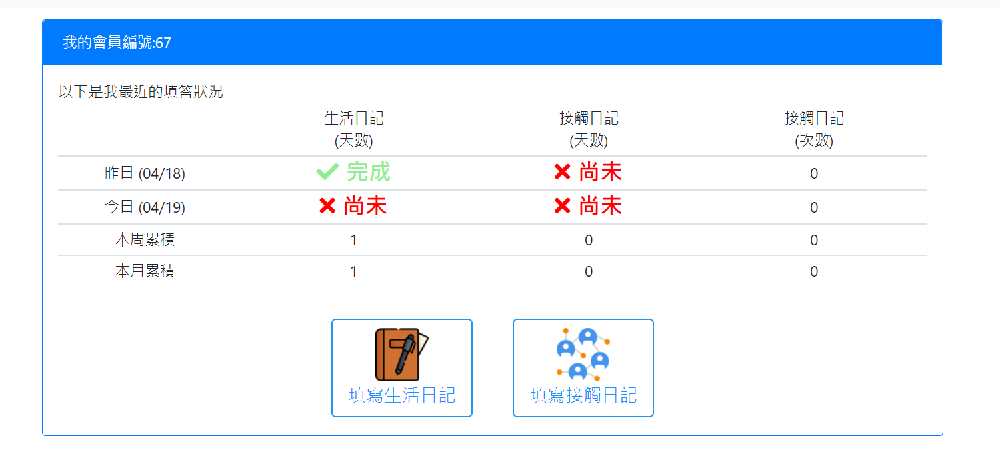 我的會員編號:67
以下是我最近的填答狀況
生活日記 接觸日記 接觸日記
(天數) (天數) (次數)
昨日 (04/18) 完成 尚未 0
今日 (04/19) 尚未 尚未 0
本周累積 1 0 0
本月累積 1 0 0
填寫生活日記 填寫接觸日記